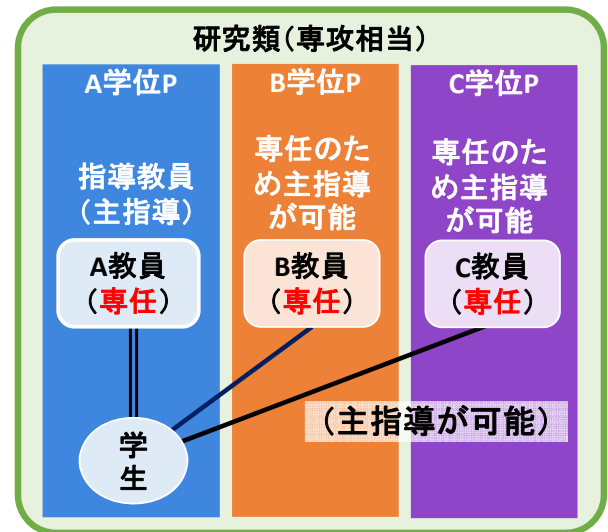 研究類（専攻相当）
A学位P
B学位P
C学位P
指導教員
（主指導）
専任のた
め主指導
が可能
専任のた
め主指導
が可能
A教員
（専任）
B教員
（専任）
C教員
（専任）
（主指導が可能）
学
生